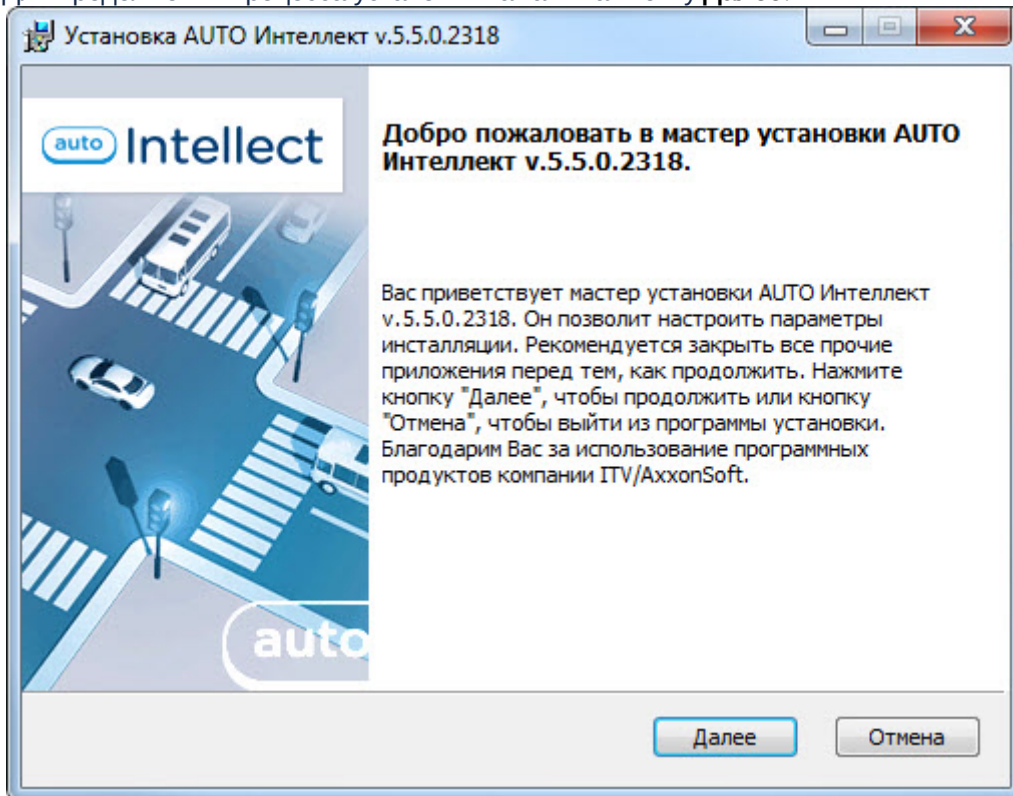 Установка AUTO Интеллект v.5.5.0.2318
auto Intellect
Добро пожаловать в мастер установки AUTO
Интеллект v.5.5.0.2318.
Вас приветствует мастер установки AUTO Интеллект
v.5.5.0.2318. Он позволит настроить параметры
инсталляции. Рекомендуется закрыть все прочие
приложения перед тем, как продолжить. Нажмите
кнопку "Далее", чтобы продолжить или кнопку
"Отмена", чтобы выйти из программы установки.
Благодарим Вас за использование программных
продуктов компании ITV/AxxonSoft.
auto
Далее
Отмена